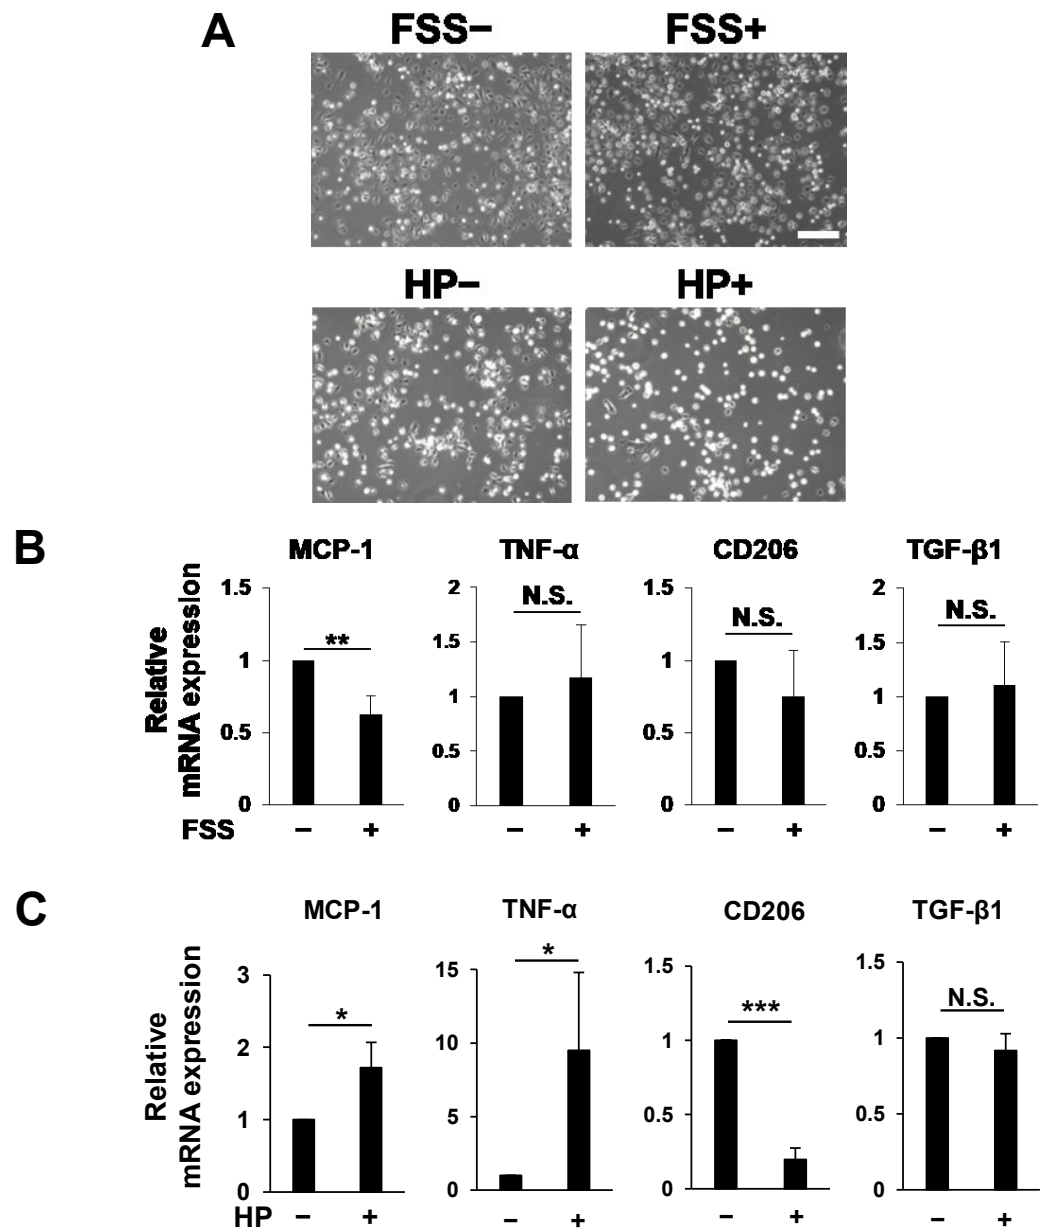 A
FSS− FSS+
HP− HP+
B
MCP-1 TNF-α CD206 TGF-β1
Relative
mRNA expression
1.5
1
0.5
0
**
2
1.5
1
0.5
0
N.S.
1.5
1
0.5
0
N.S.
2
1.5
1
0.5
0
N.S.
FSS − + − + − + − +
C
MCP-1 TNF-α CD206 TGF-β1
Relative
mRNA expression
3
2
1
0
*
15
10
5
0
*
1.5
1
0.5
0
***
1.5
1
0.5
0
N.S.
HP − + − + − + − +